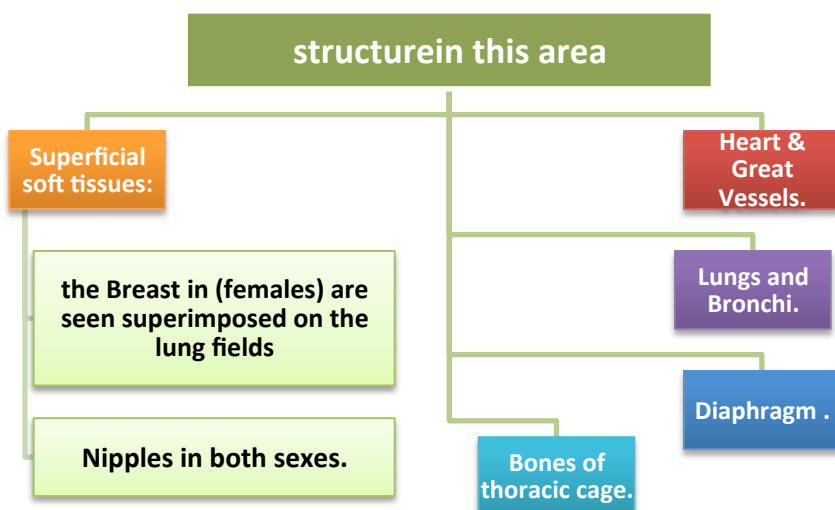 structurein this area
Superficial
soft tissues:
the Breast in (females) are
seen superimposed on the
lung fields
Nipples in both sexes.
Heart &
Great
Vessels.
Lungs and
Bronchi.
Diaphragm .
Bones of
thoracic cage.